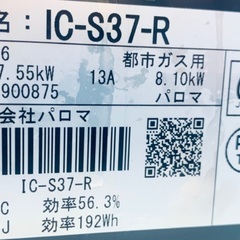 名 IC-S37-R
6 都市ガス用
7.55kW 13A 8.10kW
900875 パロマ
会社パロマ
IC-S37-R
C 効率56.3%
J 効率192Wh